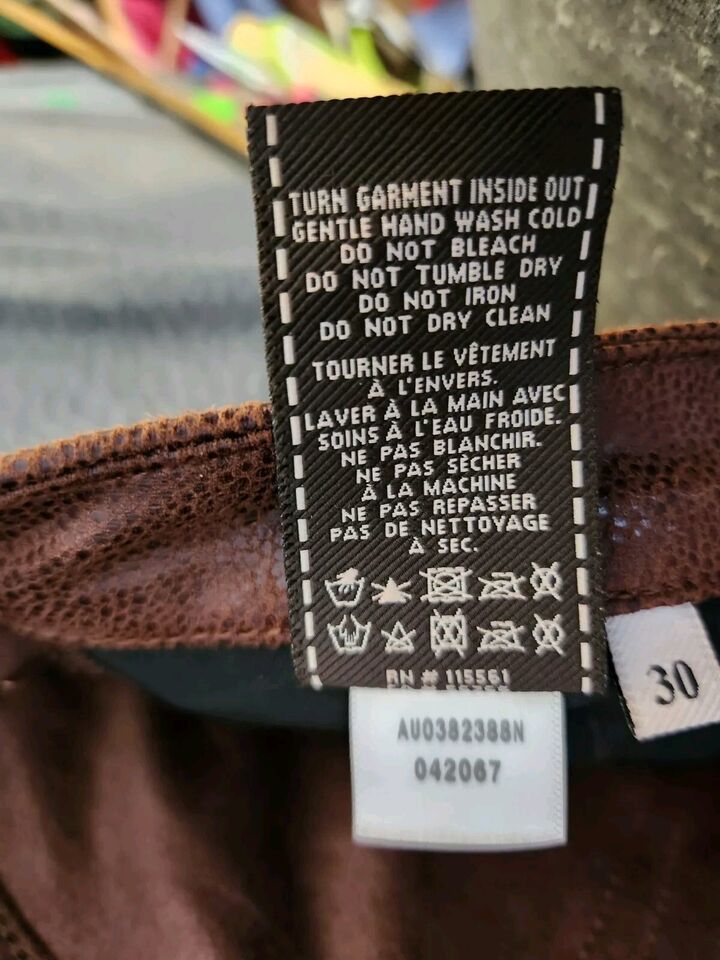 TURN GARMENT INSIDE OUT
GENTLE HAND WASH COLD
DO NOT BLEACH
DO NOT TUMBLE DRY
DO NOT IRON
DO NOT DRY CLEAN
TOURNER LE VÊTEMENT
À L'ENVERS.
LAVER À LA MAIN AVEC
SOINS À L'EAU FROIDE.
NE PAS BLANCHIR.
NE PAS SÈCHER
À LA MACHINE
NE PAS REPASSER
PAS DE NETTOYAGE
À SEC.
RN # 115561
AU0382388N
042067
30